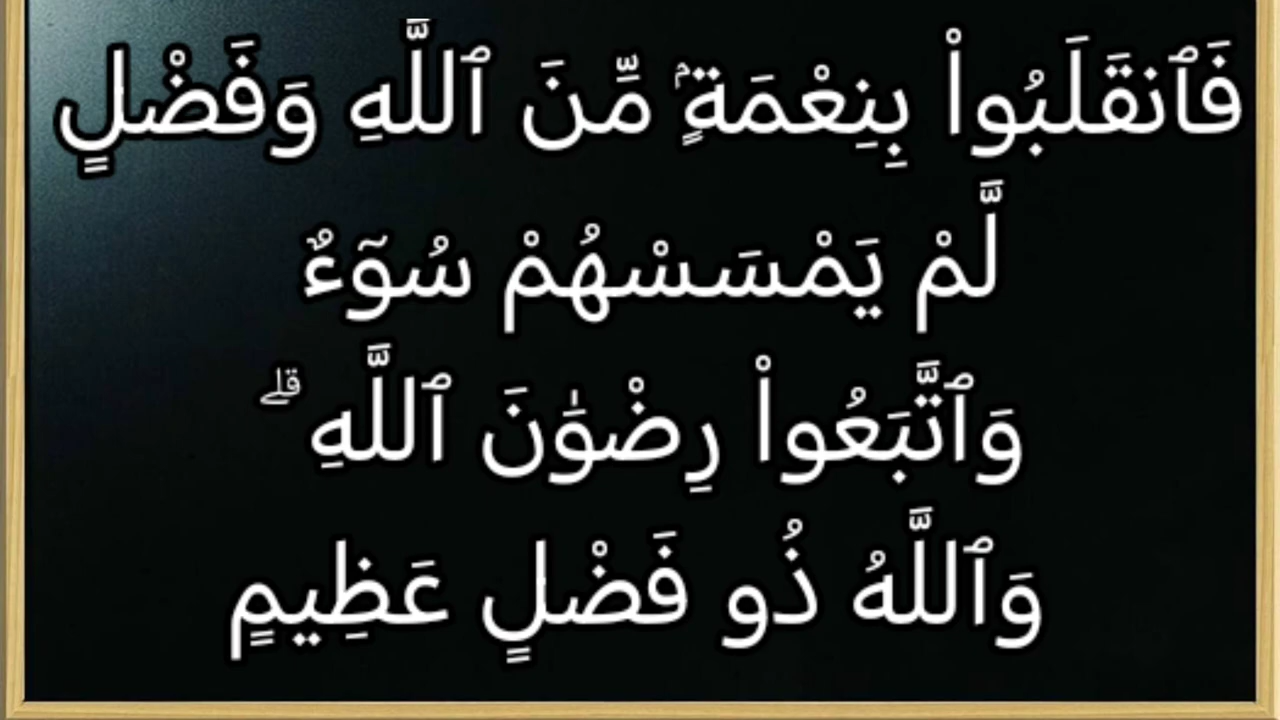 فَٱنقَلَبُوا۟ بِنِعْمَةٍۢ مِّنَ ٱللَّهِ وَفَضْلٍ
لَّمْ يَمْسَسْهُمْ سُوٓءٌ
وَٱتَّبَعُوا۟ رِضْوَٰنَ ٱللَّهِ ۗ
وَٱللَّهُ ذُو فَضْلٍ عَظِيمٍ